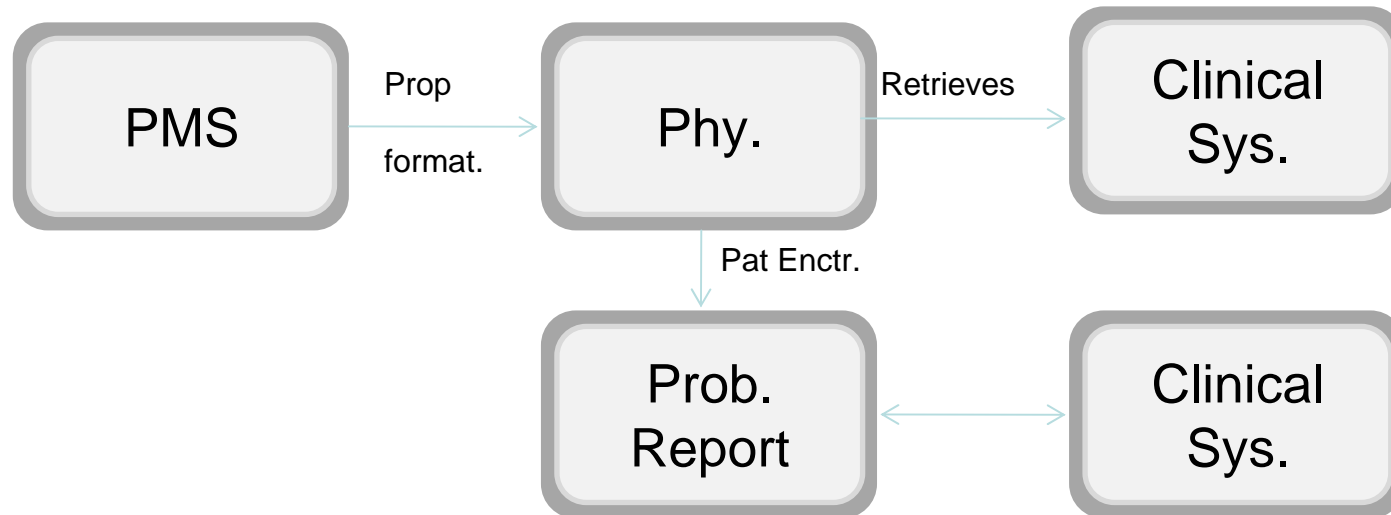 PMS
Prop
format.
Phy.
Retrieves
Clinical
Sys.
Pat Enctr.
Prob.
Report
Clinical
Sys.